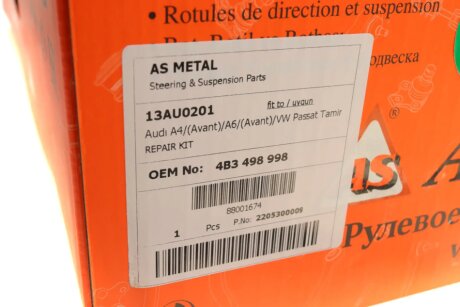 • Rotules de direction et suspension
AS METAL
Steering & Suspension Parts
13AU0201 fit to / uygun
Audi A4/(Avant)/A6/(Avant)/VW Passat Tamir
REPAIR KIT
OEM No: 4B3 498 998
88001674
1 Pcs P.No: 2205300009
as
Рулевое